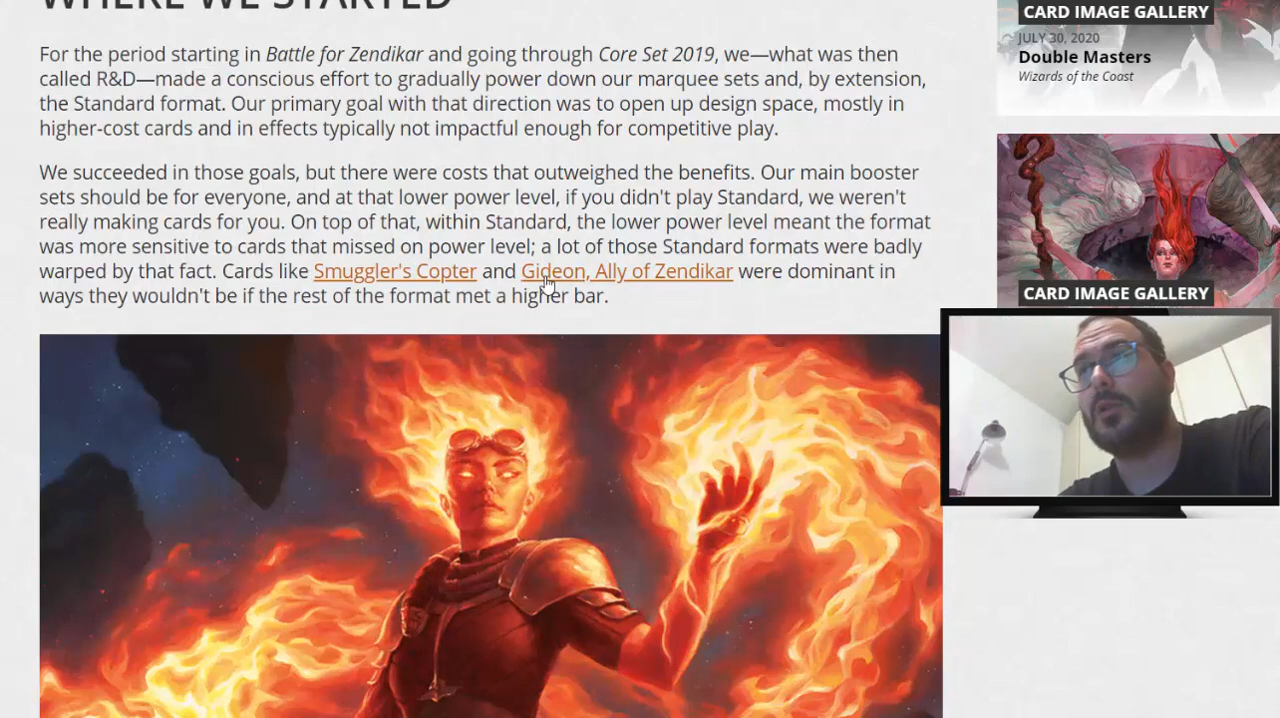 WHERE WE STARTED
For the period starting in Battle for Zendikar and going through Core Set 2019, we—what was then
called R&D—made a conscious effort to gradually power down our marquee sets and, by extension,
the Standard format. Our primary goal with that direction was to open up design space, mostly in
higher-cost cards and in effects typically not impactful enough for competitive play.
We succeeded in those goals, but there were costs that outweighed the benefits. Our main booster
sets should be for everyone, and at that lower power level, if you didn't play Standard, we weren't
really making cards for you. On top of that, within Standard, the lower power level meant the format
was more sensitive to cards that missed on power level; a lot of those Standard formats were badly
warped by that fact. Cards like Smuggler's Copter and Gideon, Ally of Zendikar were dominant in
ways they wouldn't be if the rest of the format met a higher bar.
CARD IMAGE GALLERY
JULY 30, 2020
Double Masters
Wizards of the Coast
CARD IMAGE GALLERY